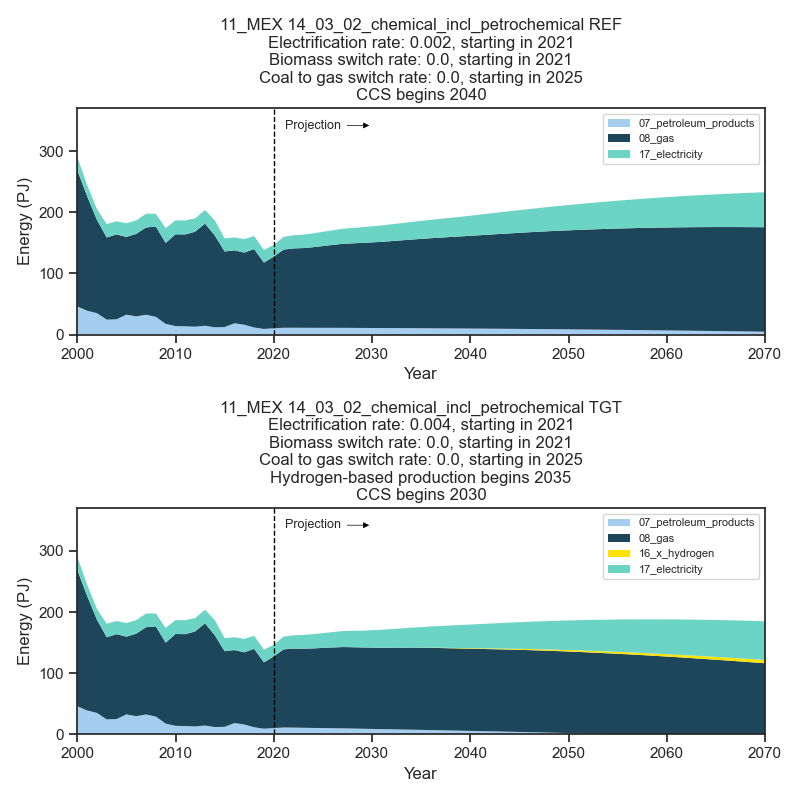 11_MEX 14_03_02_chemical_incl_petrochemical REF
Electrification rate: 0.002, starting in 2021
Biomass switch rate: 0.0, starting in 2021
Coal to gas switch rate: 0.0, starting in 2025
CCS begins 2040
Projection
07_petroleum_products
08_gas
17_electricity
Energy (PJ)
300
200
100
0
2000 2010 2020 2030 2040 2050 2060 2070
Year
11_MEX 14_03_02_chemical_incl_petrochemical TGT
Electrification rate: 0.004, starting in 2021
Biomass switch rate: 0.0, starting in 2021
Coal to gas switch rate: 0.0, starting in 2025
Hydrogen-based production begins 2035
CCS begins 2030
Projection
07_petroleum_products
08_gas
16_x_hydrogen
17_electricity
Energy (PJ)
300
200
100
0
2000 2010 2020 2030 2040 2050 2060 2070
Year